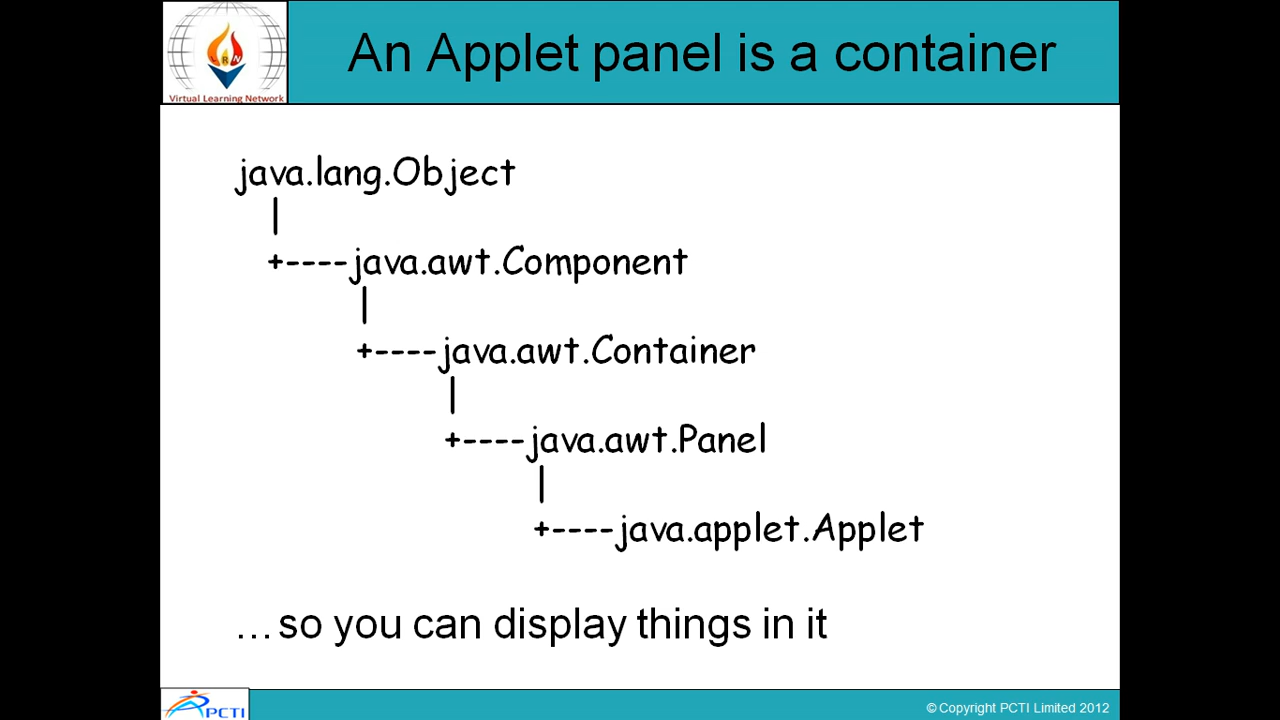 An Applet panel is a container
Virtual Learning Network
java.lang.Object
|
+----java.awt.Component
|
+----java.awt.Container
|
+----java.awt.Panel
|
+----java.applet.Applet
...so you can display things in it
PCTI
© Copyright PCTI Limited 2012